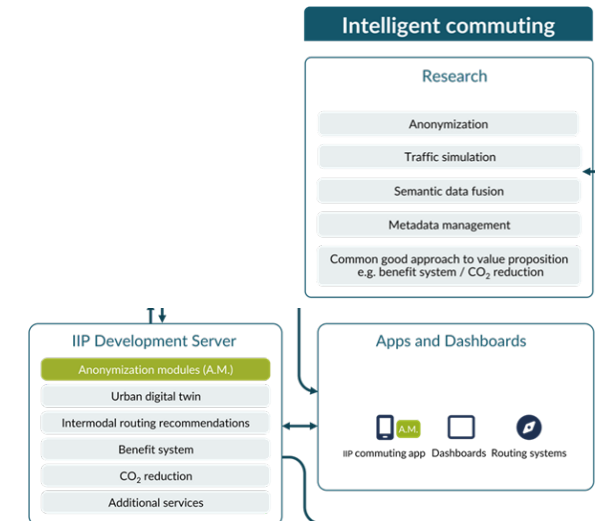 Intelligent commuting
Research
Anonymization
Traffic simulation
Semantic data fusion
Metadata management
Common good approach to value proposition
e.g. benefit system / CO₂ reduction
IIP Development Server
Anonymization modules (A.M.)
Urban digital twin
Intermodal routing recommendations
Benefit system
CO₂ reduction
Additional services
Apps and Dashboards
A.M.
IIP commuting app Dashboards Routing systems